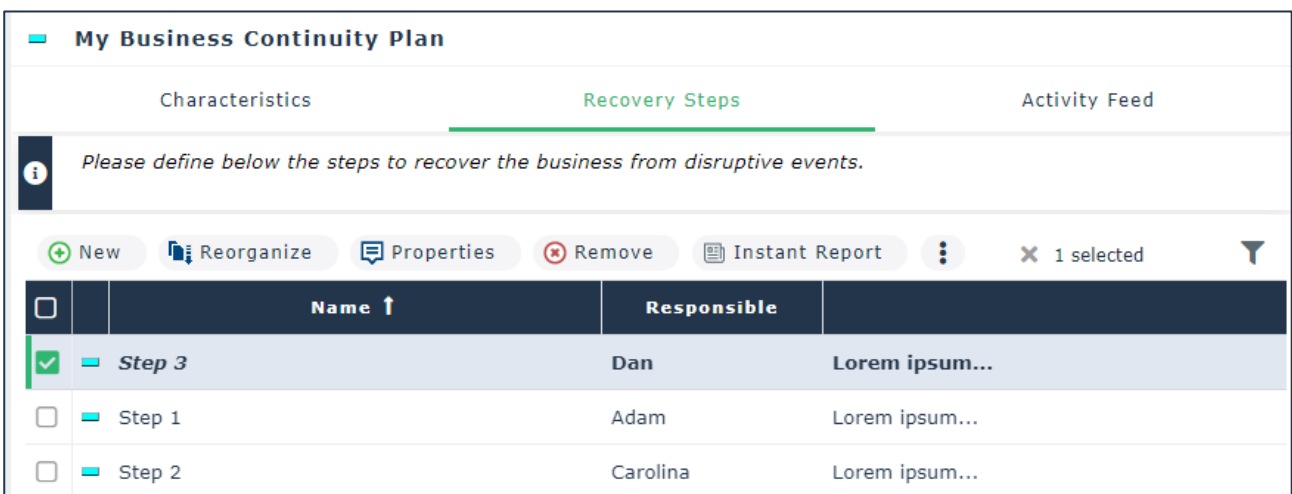 My Business Continuity Plan
Characteristics Recovery Steps Activity Feed
Please define below the steps to recover the business from disruptive events.
New Reorganize Properties Remove Instant Report 1 selected
Name ↑ Responsible
Step 3 Dan Lorem ipsum...
Step 1 Adam Lorem ipsum...
Step 2 Carolina Lorem ipsum...